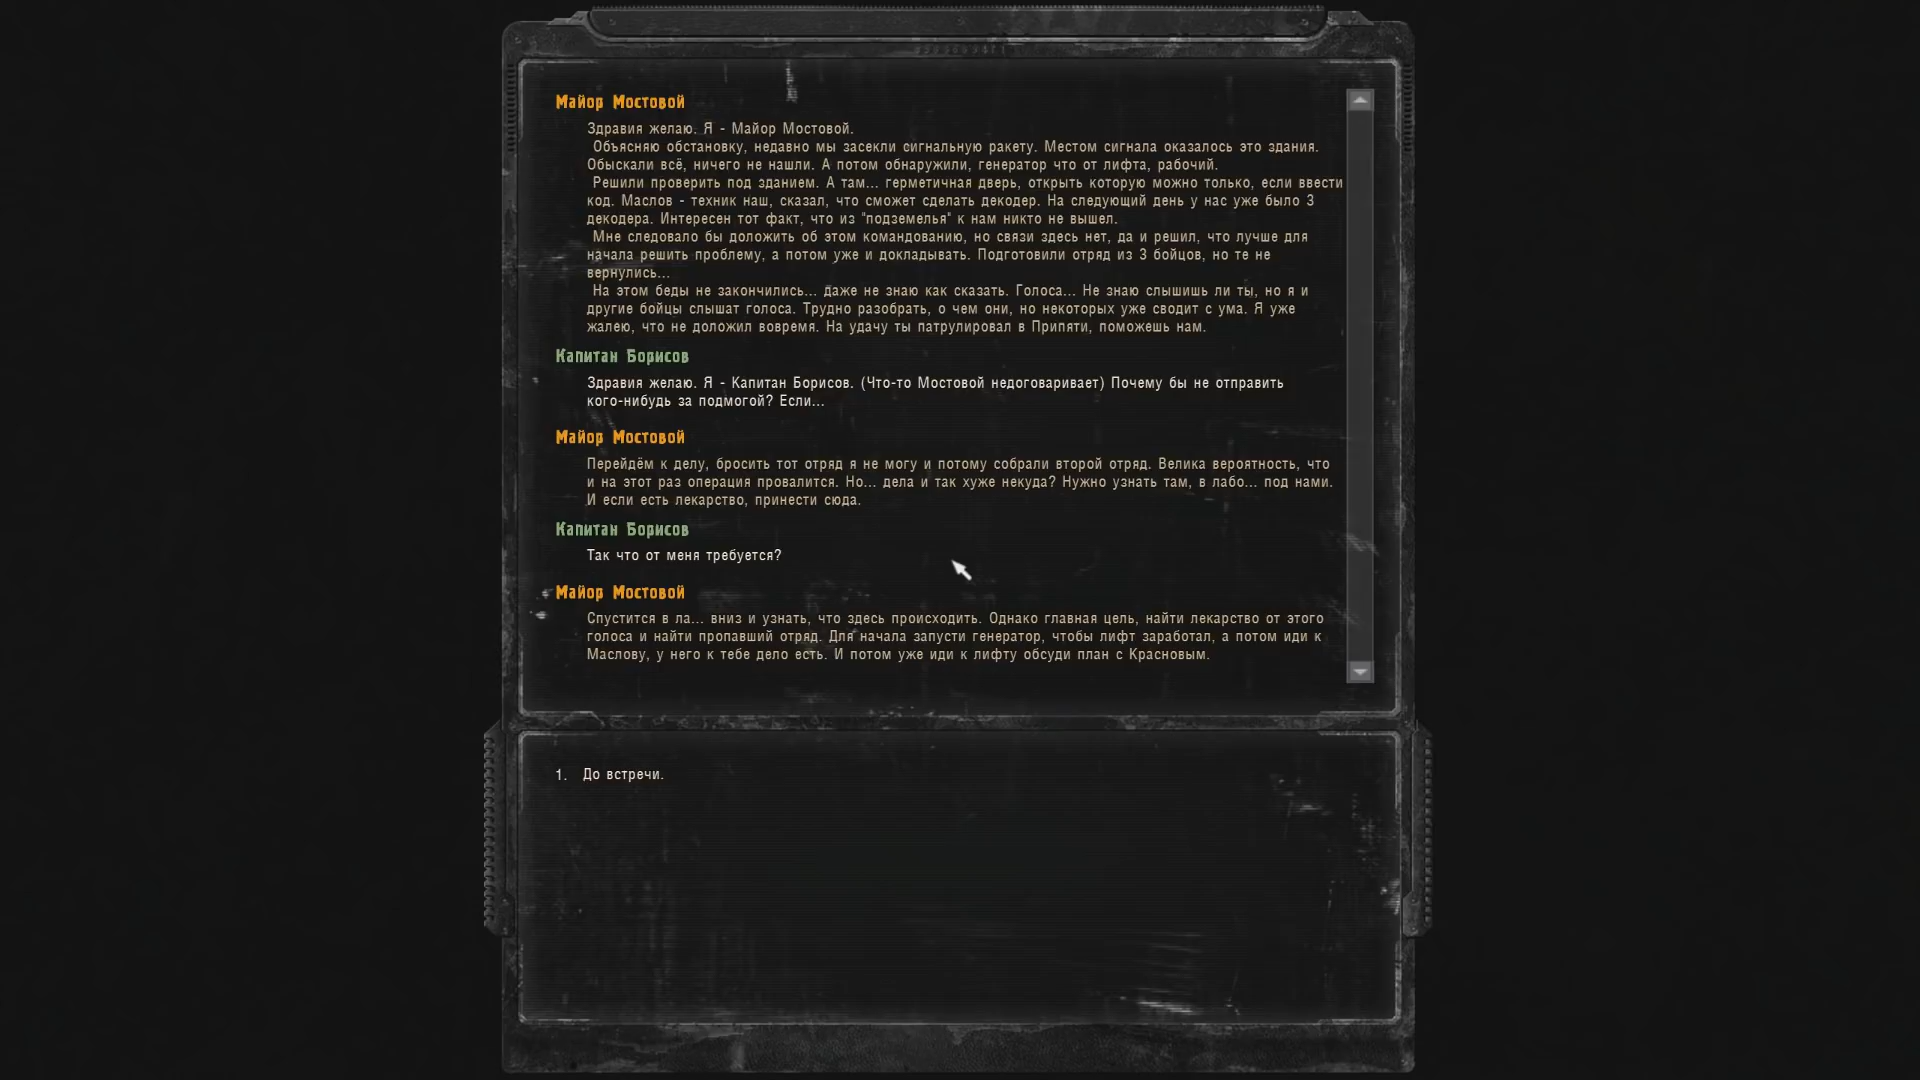 Майор Мостовой
Здравия желаю. Я - Майор Мостовой.
Объясняю обстановку, недавно мы засекли сигнальную ракету. Местом сигнала оказалось это здания.
Обыскали всё, ничего не нашли. А потом обнаружили, генератор что от лифта, рабочий.
Решили проверить под зданием. А там... герметичная дверь, открыть которую можно только, если ввести
код. Маслов - техник наш, сказал, что сможет сделать декодер. На следующий день у нас уже было 3
декодера. Интересен тот факт, что из "подземелья" к нам никто не вышел.
Мне следовало бы доложить об этом командованию, но связи здесь нет, да и решил, что лучше для
начала решить проблему, а потом уже и докладывать. Подготовили отряд из 3 бойцов, но те не
вернулись...
На этом беды не закончились... даже не знаю как сказать. Голоса... Не знаю слышишь ли ты, но я и
другие бойцы слышат голоса. Трудно разобрать, о чем они, но некоторых уже сводит с ума. Я уже
жалею, что не доложил вовремя. На удачу ты патрулировал в Припяти, поможешь нам.
Капитан Борисов
Здравия желаю. Я - Капитан Борисов. (Что-то Мостовой недоговаривает) Почему бы не отправить
кого-нибудь за подмогой? Если...
Майор Мостовой
Перейдём к делу, бросить тот отряд я не могу и потому собрали второй отряд. Велика вероятность, что
и на этот раз операция провалится. Но... дела и так хуже некуда? Нужно узнать там, в лабо... под нами.
И если есть лекарство, принести сюда.
Капитан Борисов
Так что от меня требуется?
Майор Мостовой
Спустится в ла... вниз и узнать, что здесь происходить. Однако главная цель, найти лекарство от этого
голоса и найти пропавший отряд. Для начала запусти генератор, чтобы лифт заработал, а потом иди к
Маслову, у него к тебе дело есть. И потом уже иди к лифту обсуди план с Красновым.
1. До встречи.